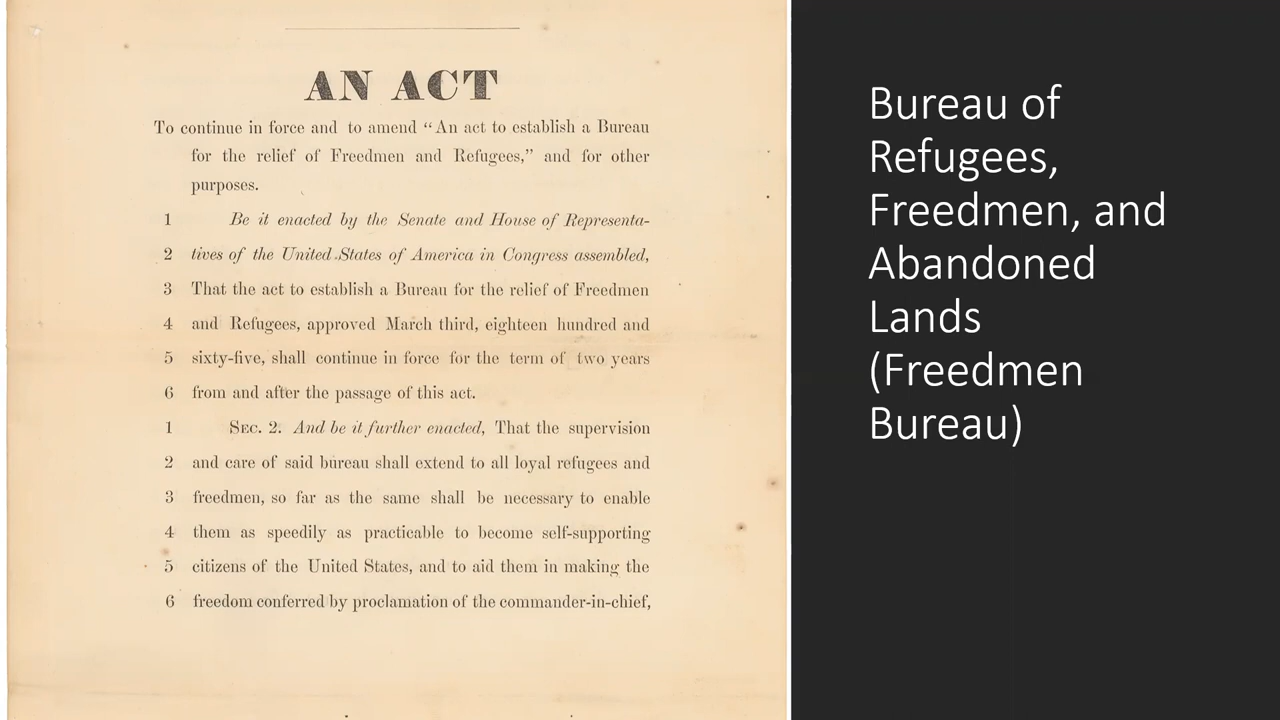 AN ACT
To continue in force and to amend “An act to establish a Bureau
for the relief of Freedmen and Refugees,” and for other
purposes.
1 Be it enacted by the Senate and House of Representa-
2 tives of the United States of America in Congress assembled,
3 That the act to establish a Bureau for the relief of Freedmen
4 and Refugees, approved March third, eighteen hundred and
5 sixty-five, shall continue in force for the term of two years
6 from and after the passage of this act.
1 SEC. 2. And be it further enacted, That the supervision
2 and care of said bureau shall extend to all loyal refugees and
3 freedmen, so far as the same shall be necessary to enable
4 them as speedily as practicable to become self-supporting
5 citizens of the United States, and to aid them in making the
6 freedom conferred by proclamation of the commander-in-chief,
Bureau of
Refugees,
Freedmen, and
Abandoned
Lands
(Freedmen
Bureau)